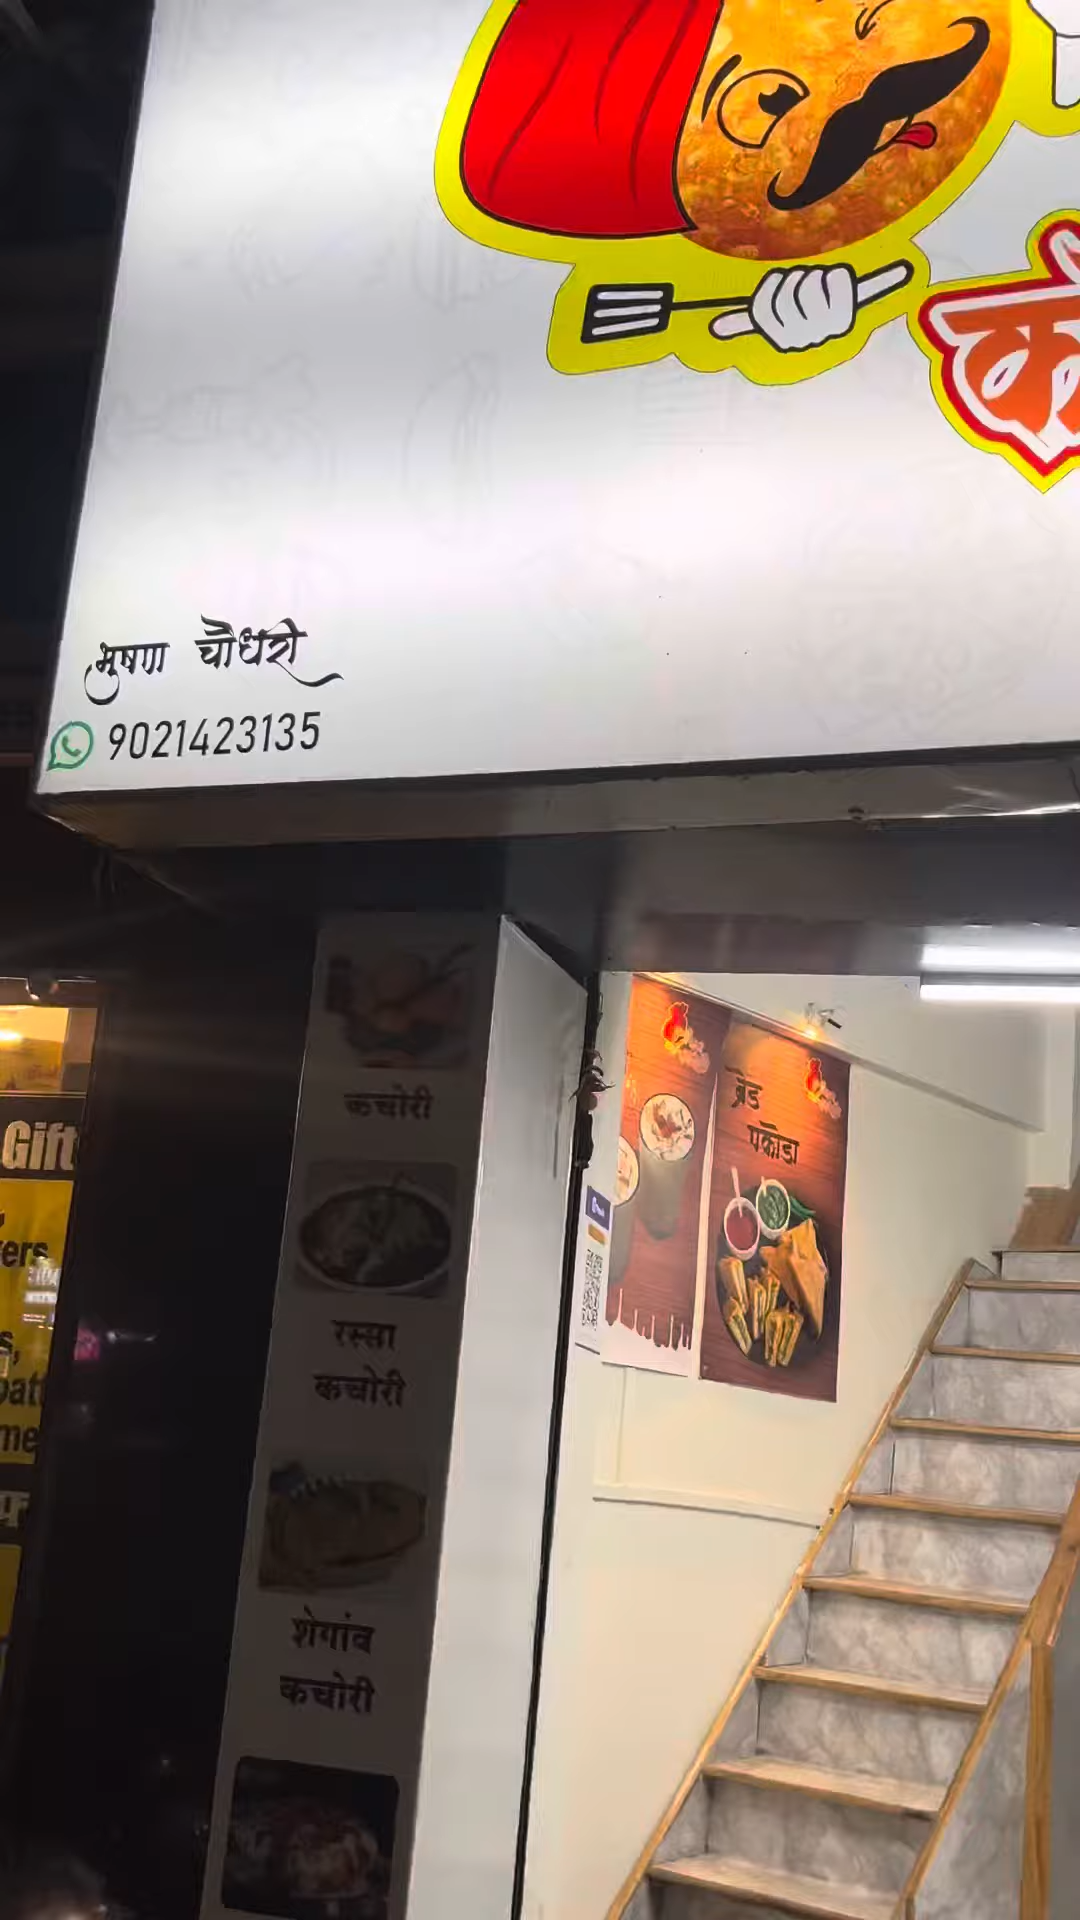 भुषण चौधरी
9021423135
कचोरी
रस्सा
कचोरी
शेगांव
कचोरी
ब्रेड
पकोडा
Gift